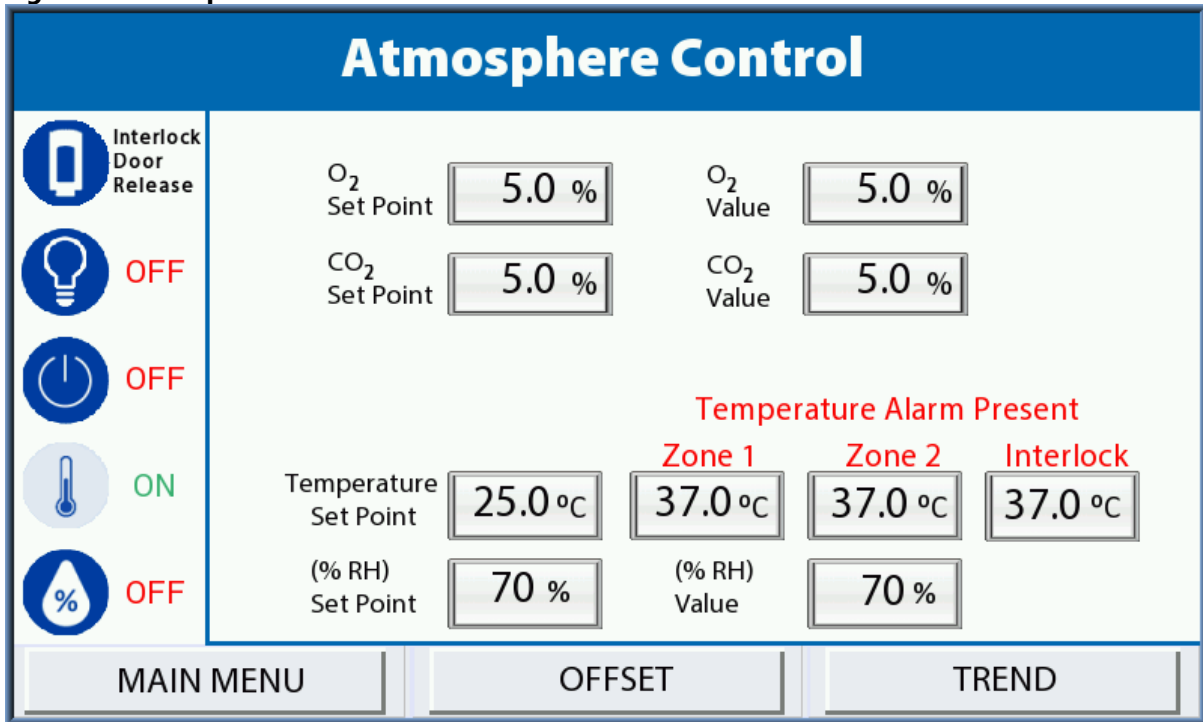 Atmosphere Control
Interlock
Door
Release
OFF
OFF
ON
OFF
O₂
Set Point
5.0 %
O₂
Value
5.0 %
CO₂
Set Point
5.0 %
CO₂
Value
5.0 %
Temperature Alarm Present
Zone 1
Zone 2
Interlock
Temperature
Set Point
25.0 ºC
37.0 ºC
37.0 ºC
37.0 ºC
(% RH)
Set Point
70 %
(% RH)
Value
70 %
%
MAIN MENU
OFFSET
TREND